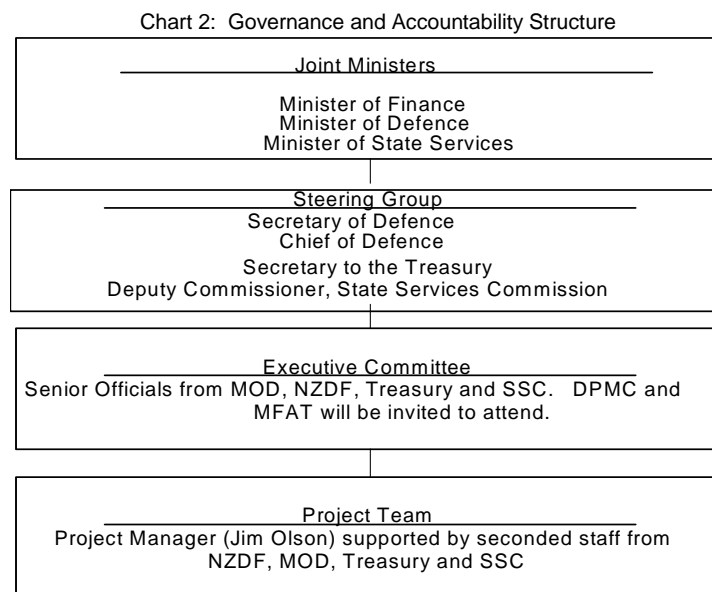 Chart 2: Governance and Accountability Structure
Joint Ministers
Minister of Finance
Minister of Defence
Minister of State Services
Steering Group
Secretary of Defence
Chief of Defence
Secretary to the Treasury
Deputy Commissioner, State Services Commission
Executive Committee
Senior Officials from MOD, NZDF, Treasury and SSC. DPMC and
MFAT will be invited to attend.
Project Team
Project Manager (Jim Olson) supported by seconded staff from
NZDF, MOD, Treasury and SSC